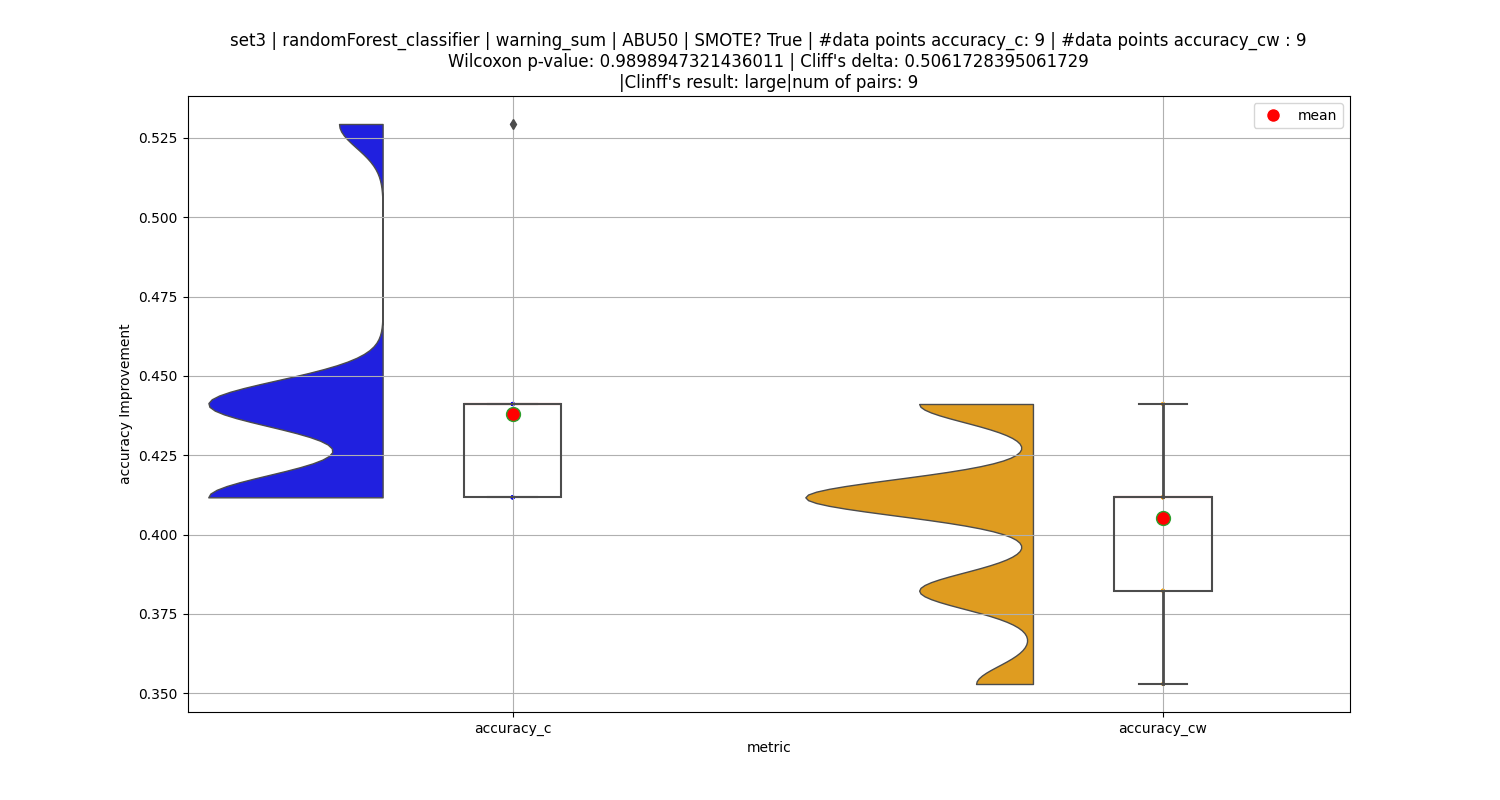 set3 | randomForest_classifier | warning_sum | ABU50 | SMOTE? True | #data points accuracy_c: 9 | #data points accuracy_cw : 9
Wilcoxon p-value: 0.9898947321436011 | Cliff's delta: 0.5061728395061729
|Clinff's result: large|num of pairs: 9
mean
0.525
0.500
0.475
0.450
0.425
0.400
0.375
0.350
accuracy Improvement
accuracy_c
accuracy_cw
metric